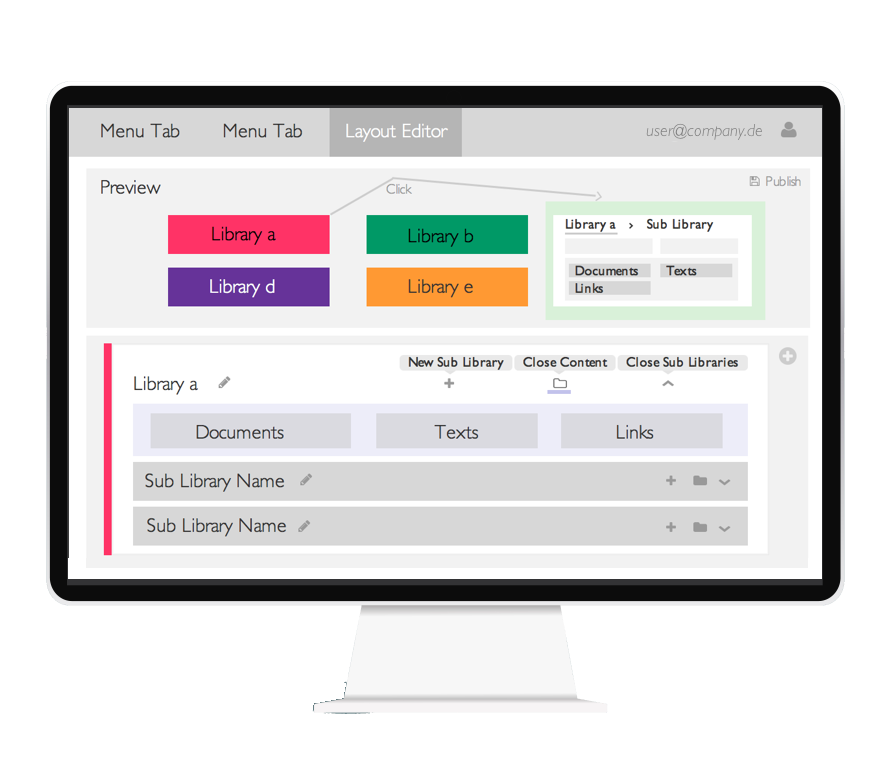 Menu Tab Menu Tab Layout Editor user@company.de
Preview Click Publish
Library a Library b
Library d Library e
Library a › Sub Library
Documents Texts
Links
New Sub Library Close Content Close Sub Libraries
Library a
Documents Texts Links
Sub Library Name
Sub Library Name